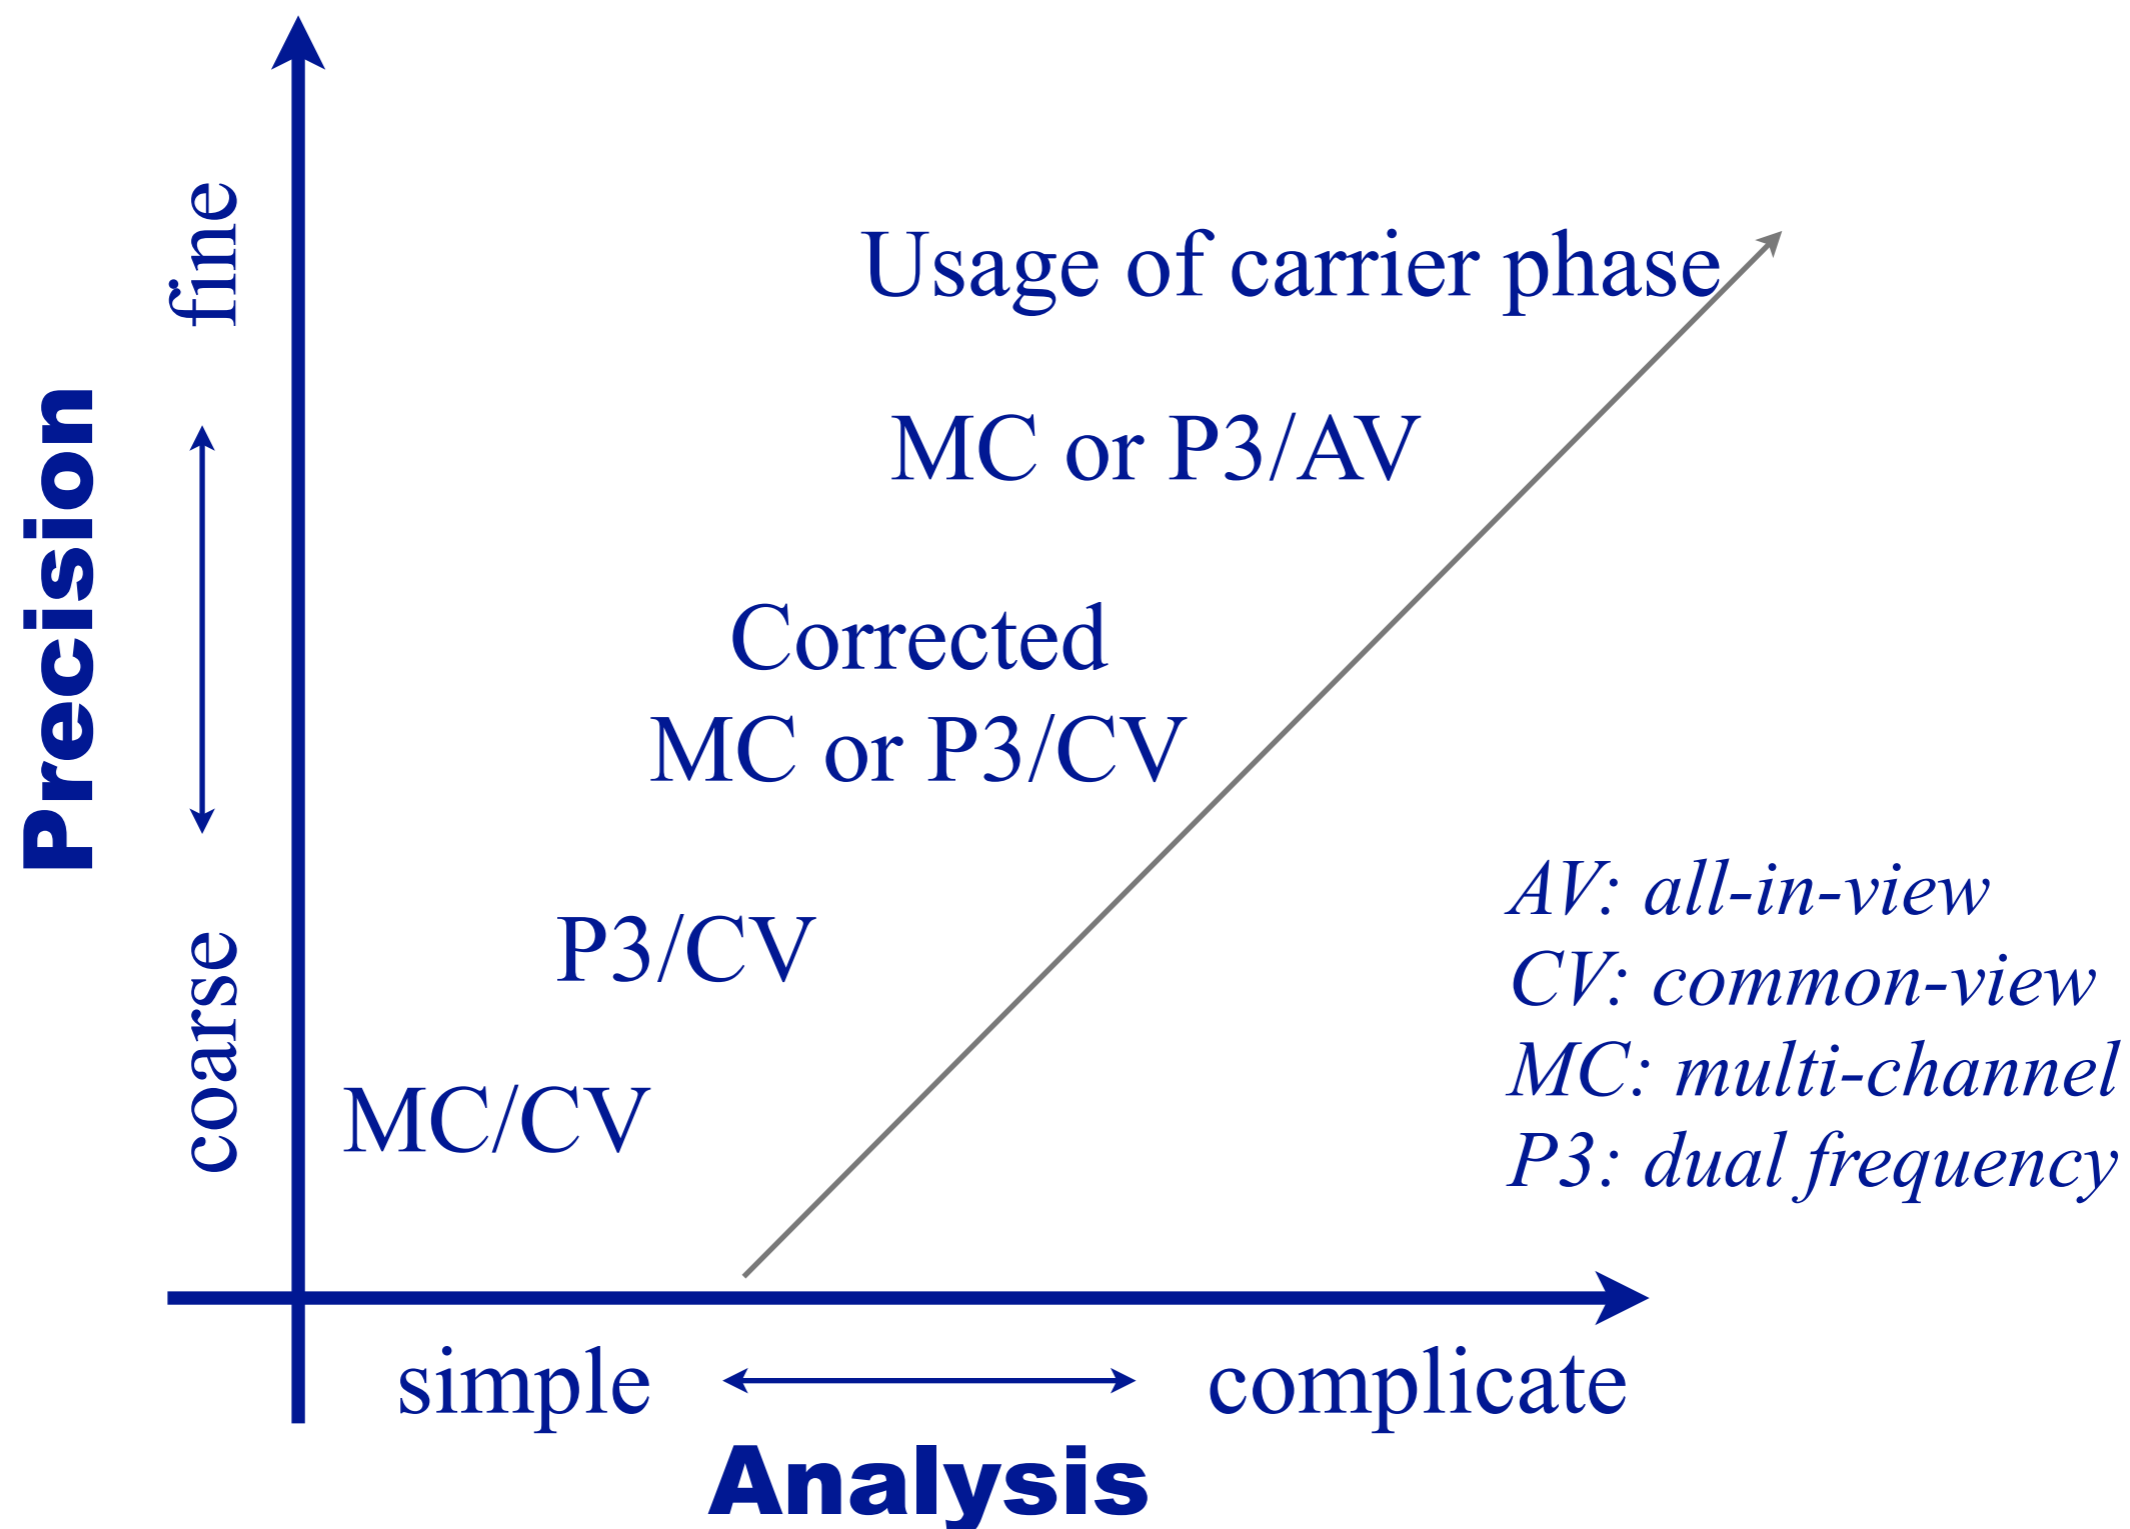 Precision
fine
coarse
Usage of carrier phase
MC or P3/AV
Corrected
MC or P3/CV
P3/CV
MC/CV
AV: all-in-view
CV: common-view
MC: multi-channel
P3: dual frequency
simple
complicate
Analysis